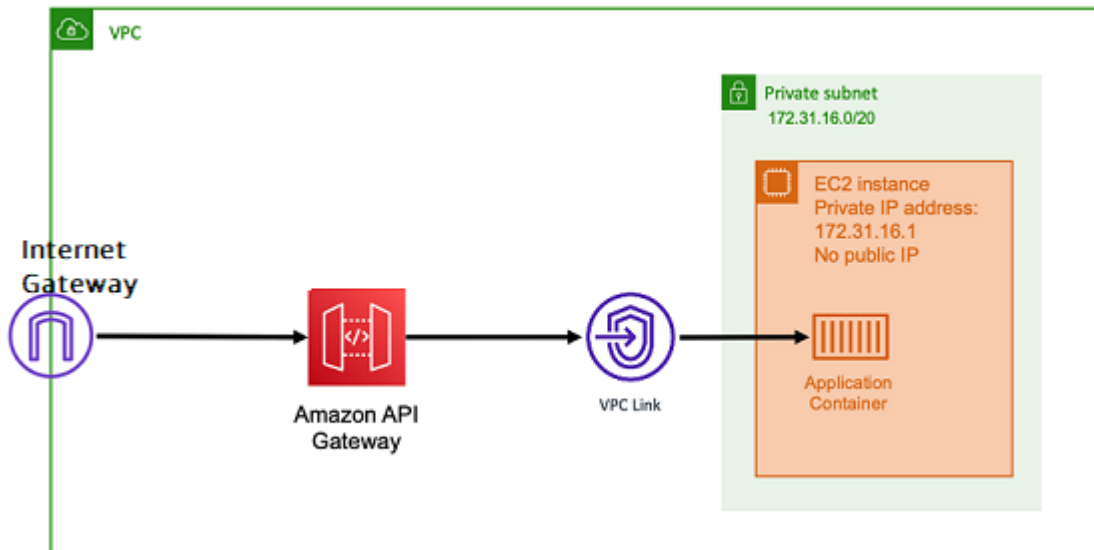 VPC
Private subnet
172.31.16.0/20
EC2 instance
Private IP address:
172.31.16.1
No public IP
Internet
Gateway
</>
Amazon API
Gateway
VPC Link
Application
Container